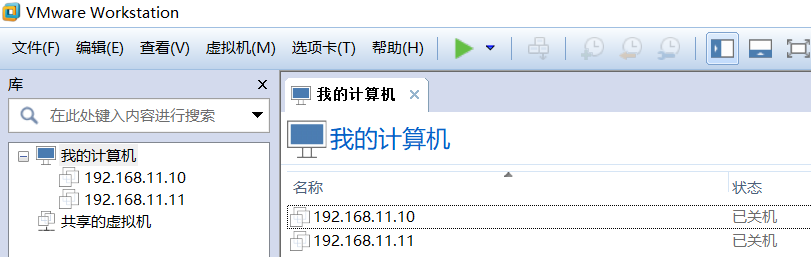 VMware Workstation
文件(F) 编辑(E) 查看(V) 虚拟机(M) 选项卡(T) 帮助(H)
库 X
在此处键入内容进行搜索
我的计算机
192.168.11.10
192.168.11.11
共享的虚拟机
我的计算机 ×
我的计算机
名称 状态
192.168.11.10 已关机
192.168.11.11 已关机